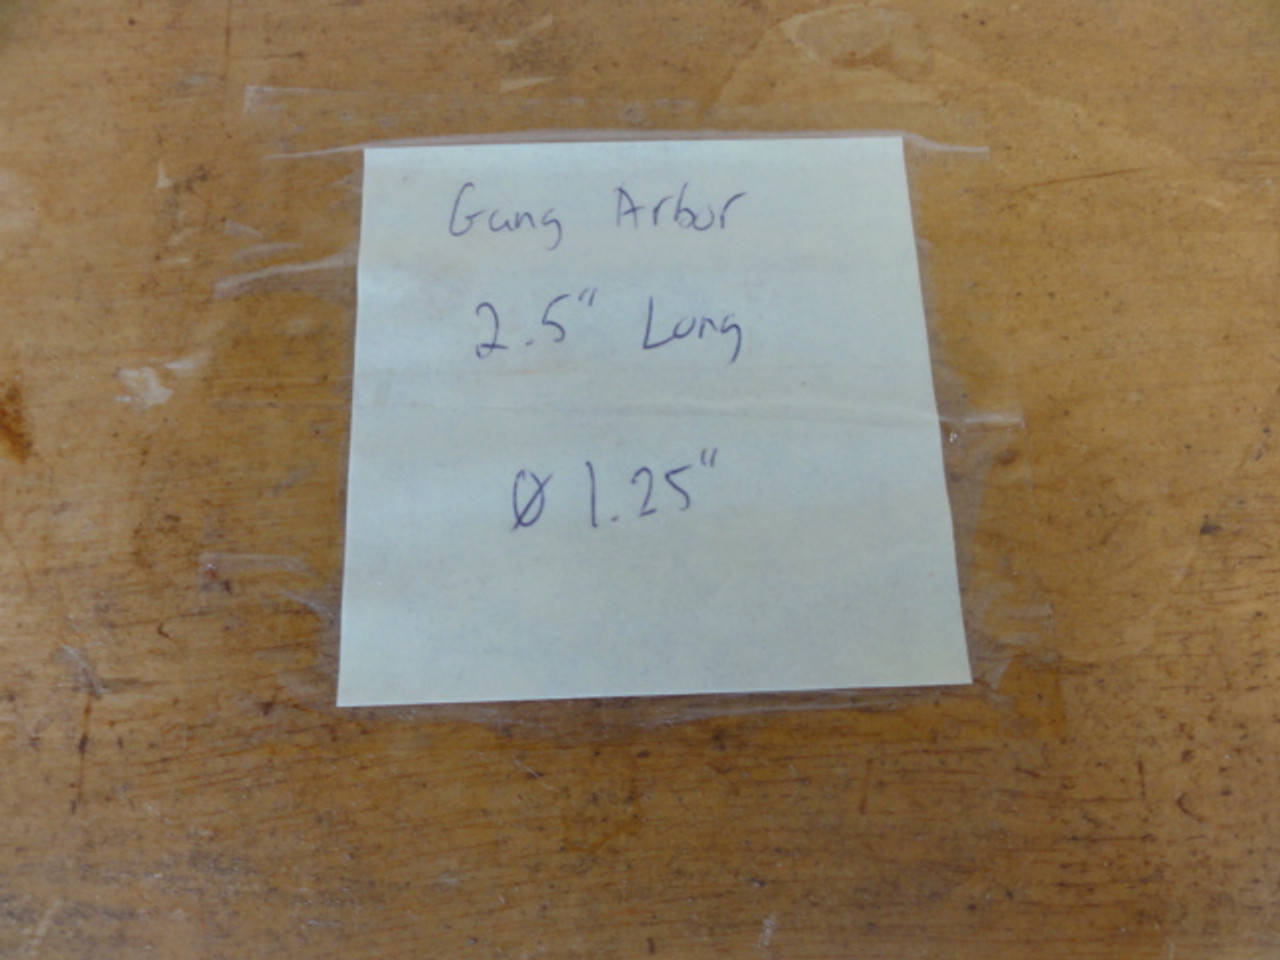 Gang Arbor
2.5" Long
Ø 1.25"